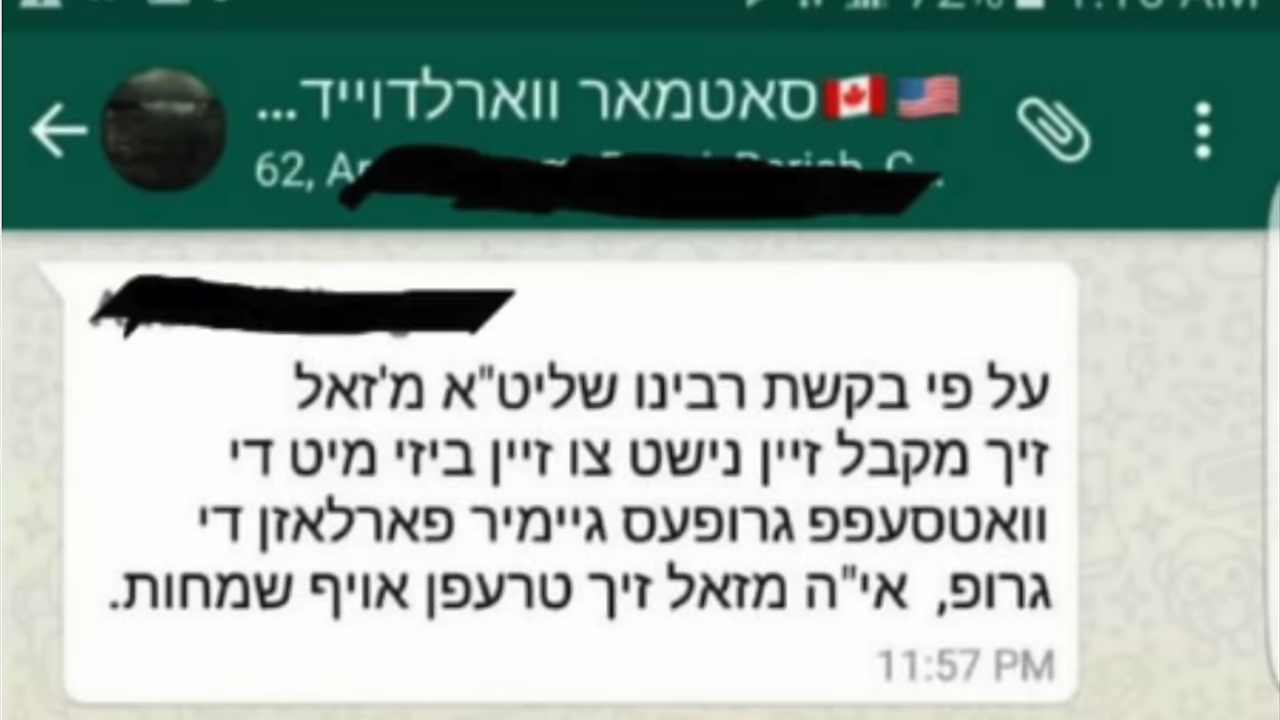 סאטמאר ווארלדווייד...
62,
על פי בקשת רבינו שליט"א מ'זאל
זיך מקבל זיין נישט צו זיין ביזי מיט די
וואטסעפפ גרופעס גיימיר פארלאזן די
גרופ, אי"ה מזאל זיך טרעפן אויף שמחות.
11:57 PM